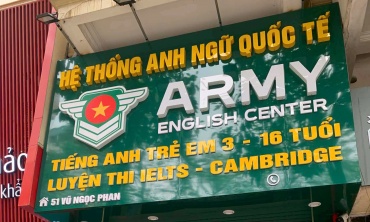 HỆ THỐNG ANH NGỮ QUỐC TẾ
ARMY
ENGLISH CENTER
TIẾNG ANH TRẺ EM 3 - 16 TUỔI
LUYỆN THI IELTS - CAMBRIDGE
51 VŨ NGỌC PHAN